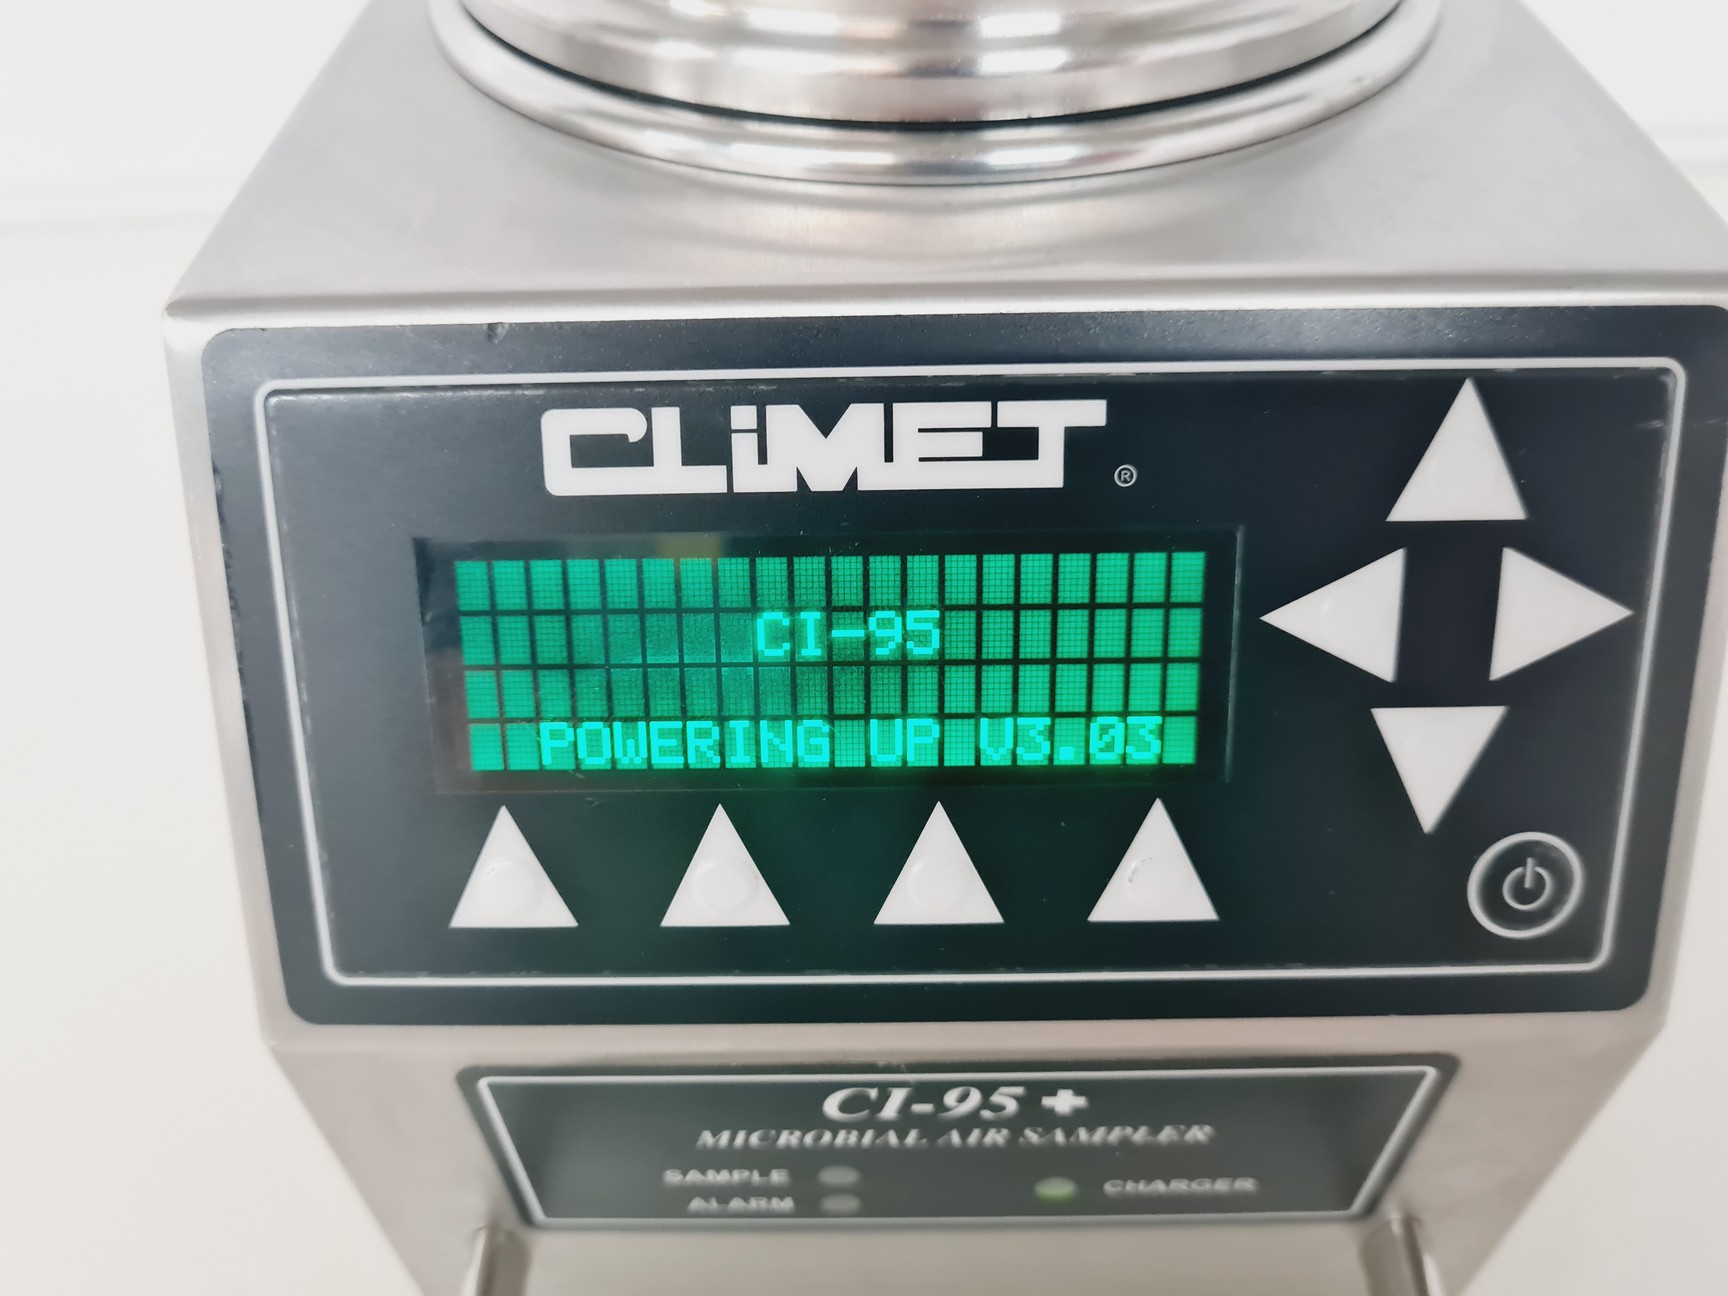 CLiMET ®
CI-95
POWERING UP V3.03
CI-95 +
MICROBIAL AIR SAMPLER
SAMPLE
ALARM
CHARGER